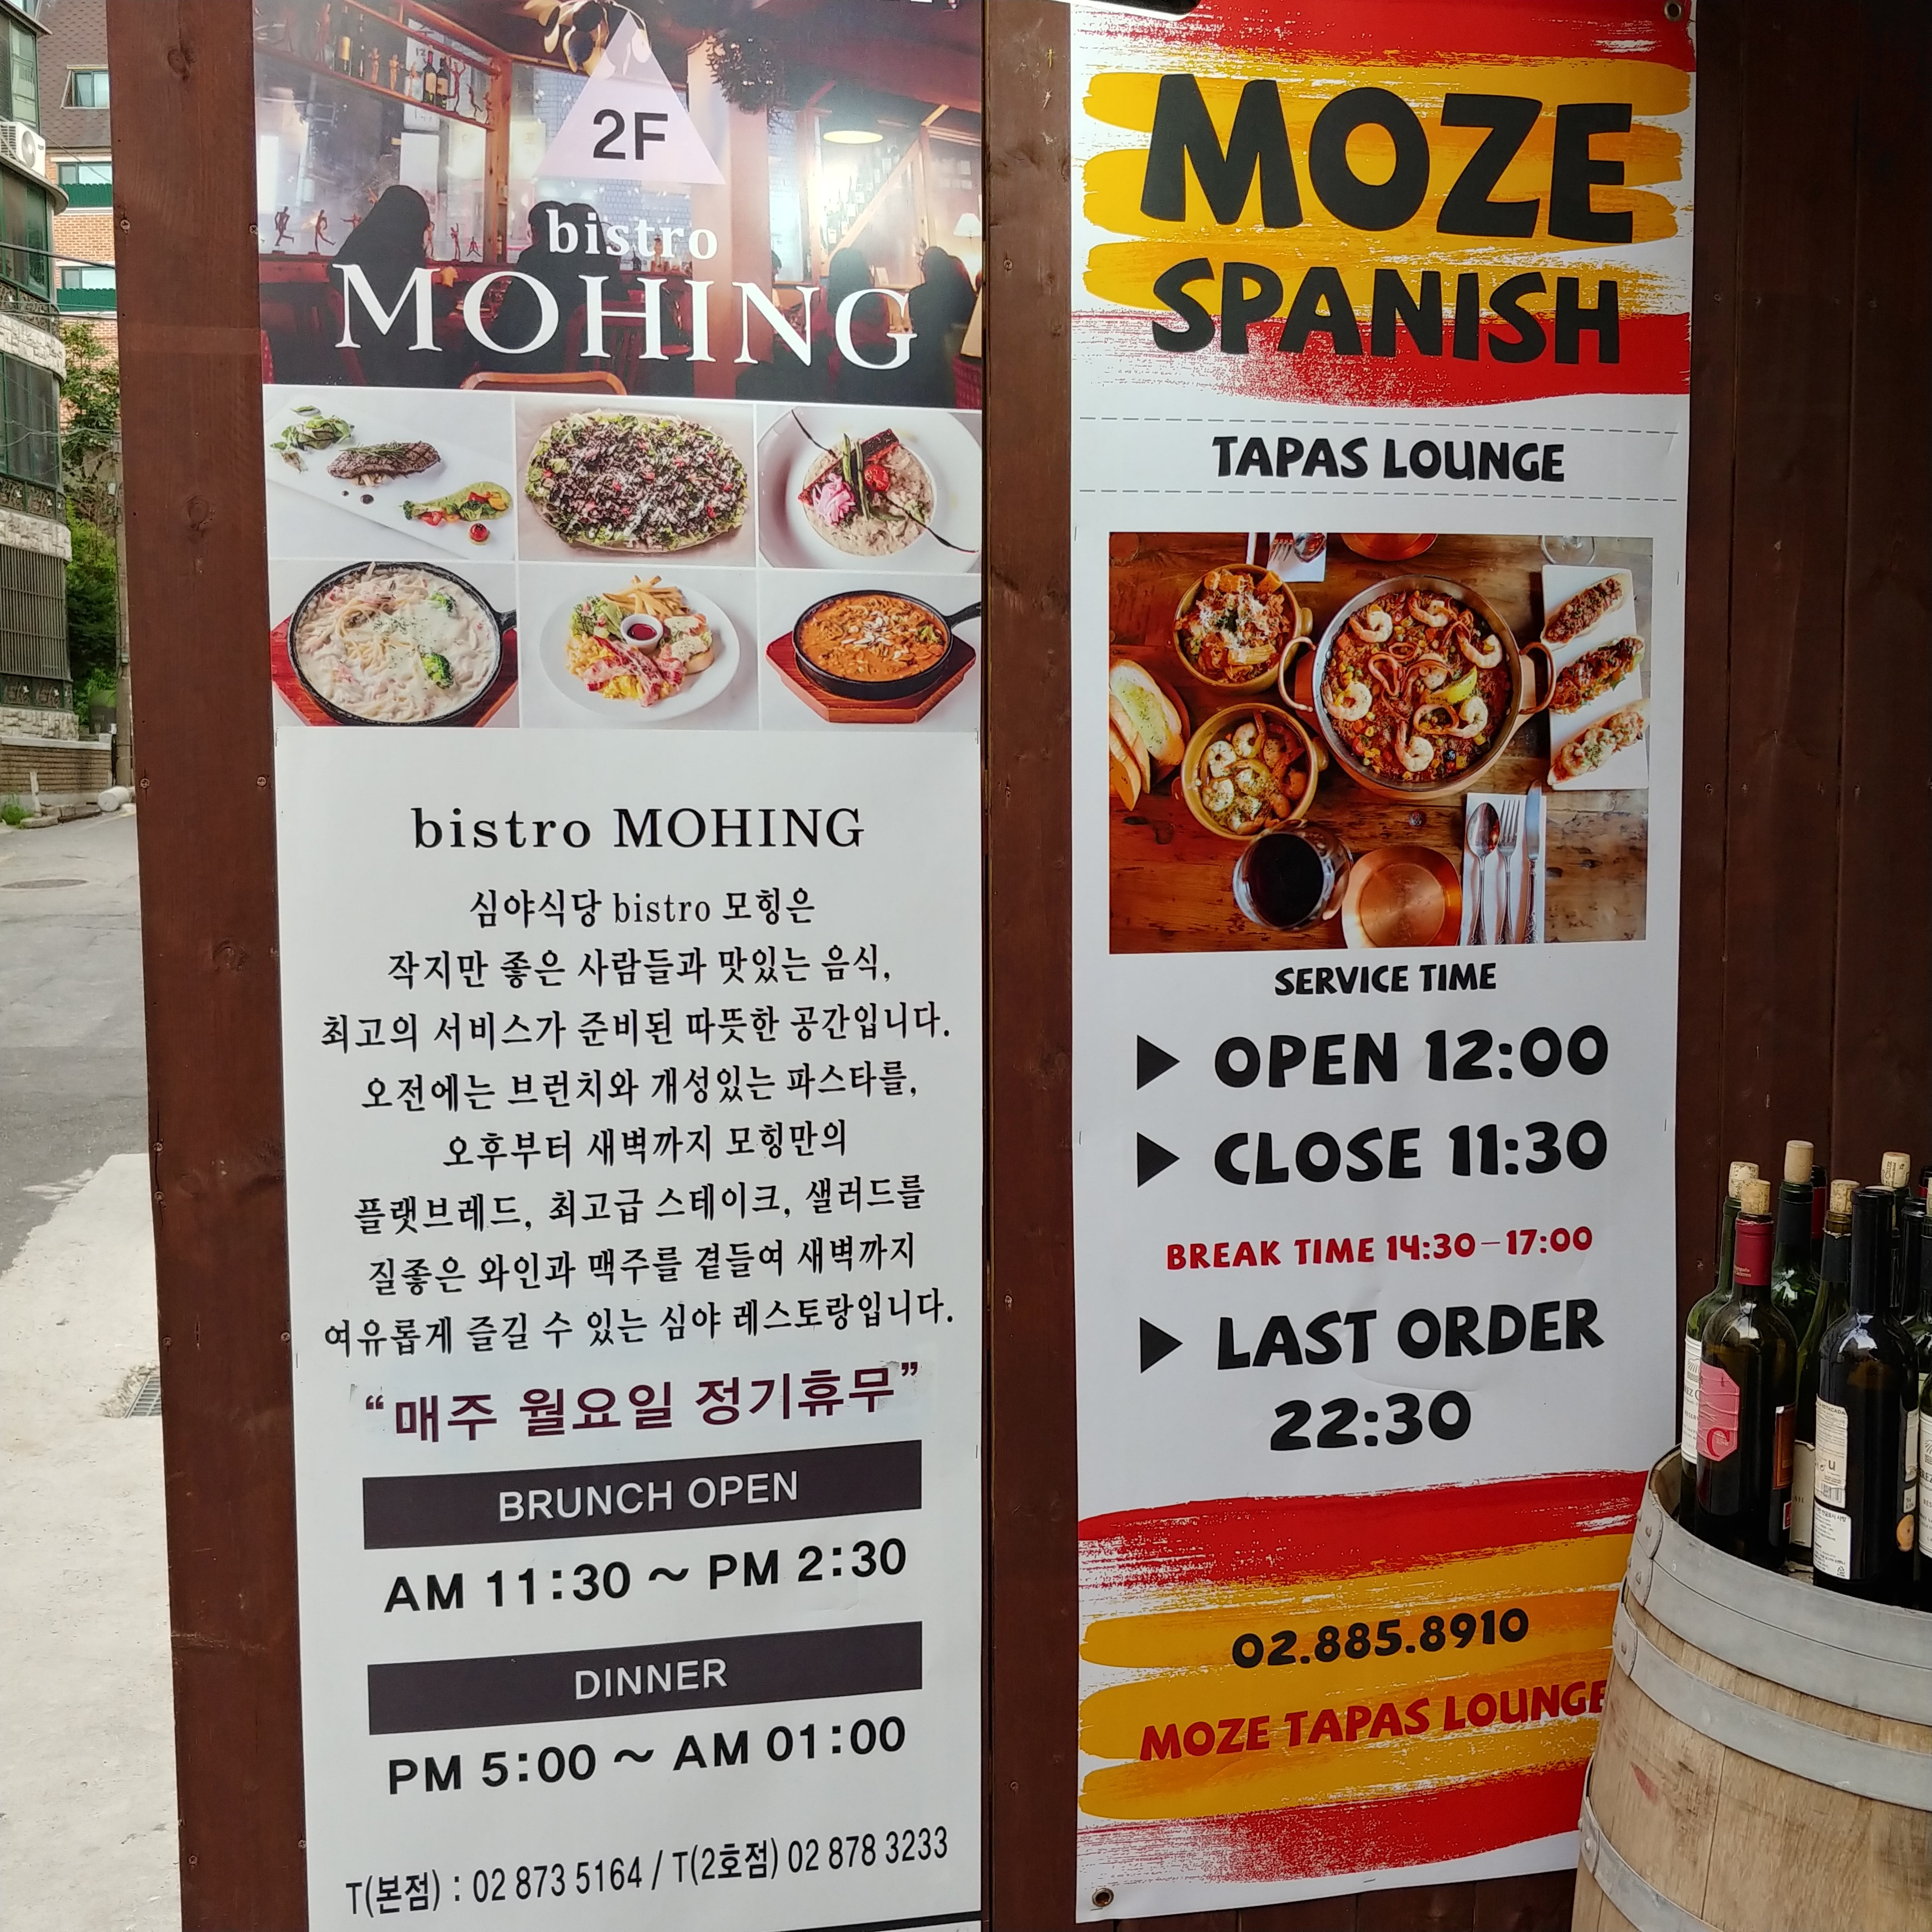 2F
bistro
MOHING
bistro MOHING
심야식당 bistro 모힝은
작지만 좋은 사람들과 맛있는 음식,
최고의 서비스가 준비된 따뜻한 공간입니다.
오전에는 브런치와 개성있는 파스타를,
오후부터 새벽까지 모힝만의
플랫브레드, 최고급 스테이크, 샐러드를
질좋은 와인과 맥주를 곁들여 새벽까지
여유롭게 즐길 수 있는 심야 레스토랑입니다.
“매주 월요일 정기휴무”
BRUNCH OPEN
AM 11:30 ~ PM 2:30
DINNER
PM 5:00 ~ AM 01:00
T(본점) : 02 873 5164 / T(2호점) 02 878 3233
MOZE
SPANISH
TAPAS LOUNGE
SERVICE TIME
▶ OPEN 12:00
▶ CLOSE 11:30
BREAK TIME 14:30-17:00
▶ LAST ORDER
22:30
02.885.8910
MOZE TAPAS LOUNGE